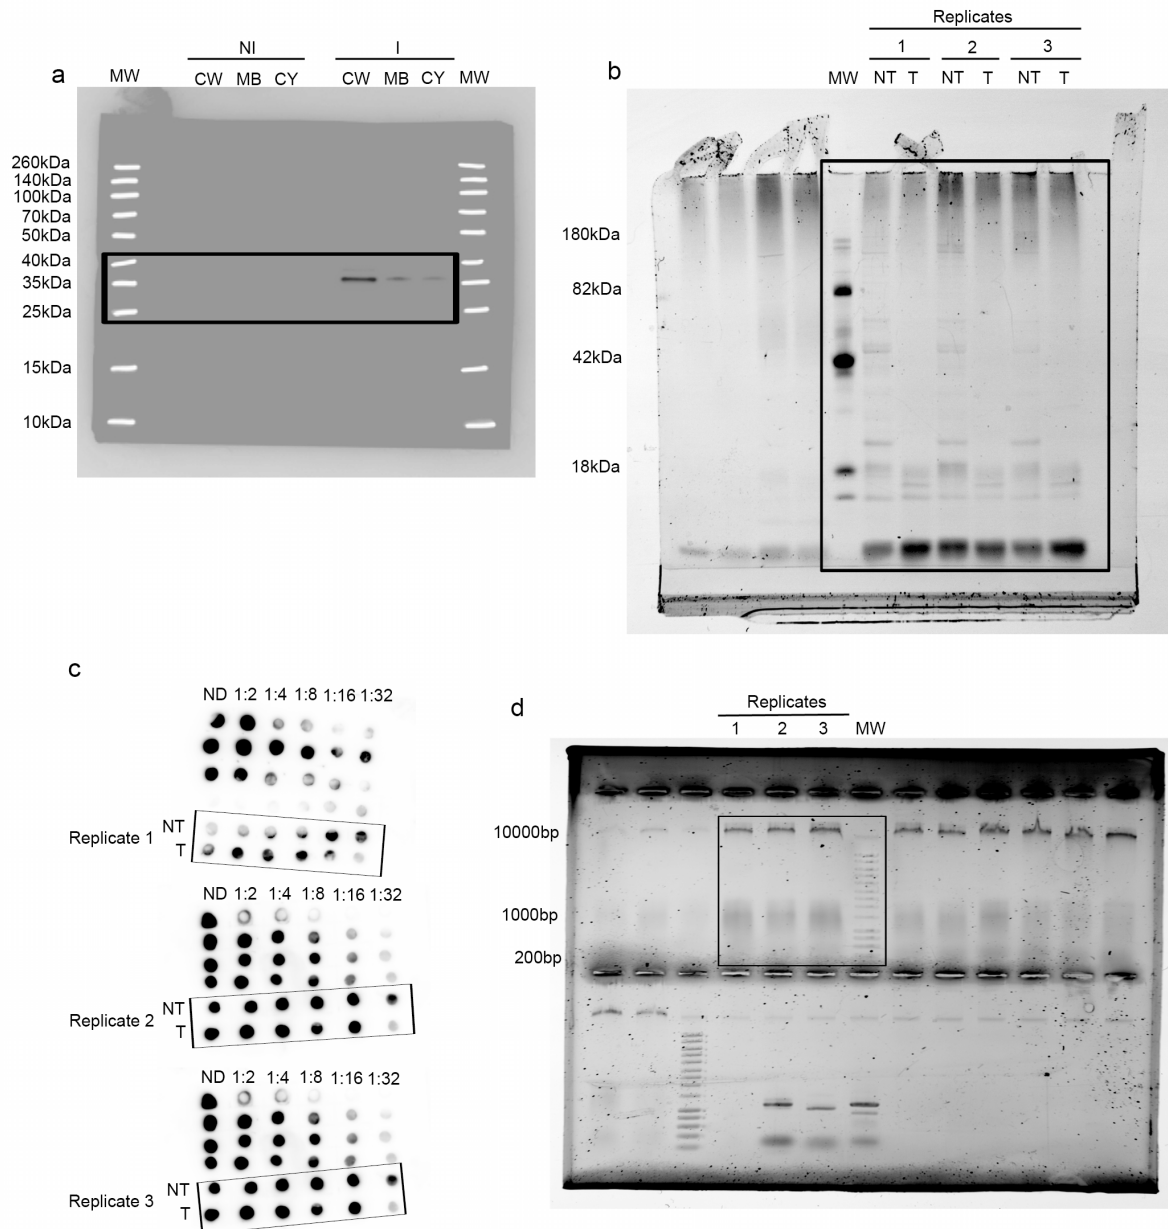 a
NI
I
MW
CW MB CY
CW MB CY
MW
260kDa
140kDa
100kDa
70kDa
50kDa
40kDa
35kDa
25kDa
15kDa
10kDa
b
Replicates
1 2 3
MW NT T NT T NT T
180kDa
82kDa
42kDa
18kDa
c
ND 1:2 1:4 1:8 1:16 1:32
Replicate 1
NT
T
ND 1:2 1:4 1:8 1:16 1:32
Replicate 2
NT
T
ND 1:2 1:4 1:8 1:16 1:32
Replicate 3
NT
T
d
Replicates
1 2 3 MW
10000bp
1000bp
200bp